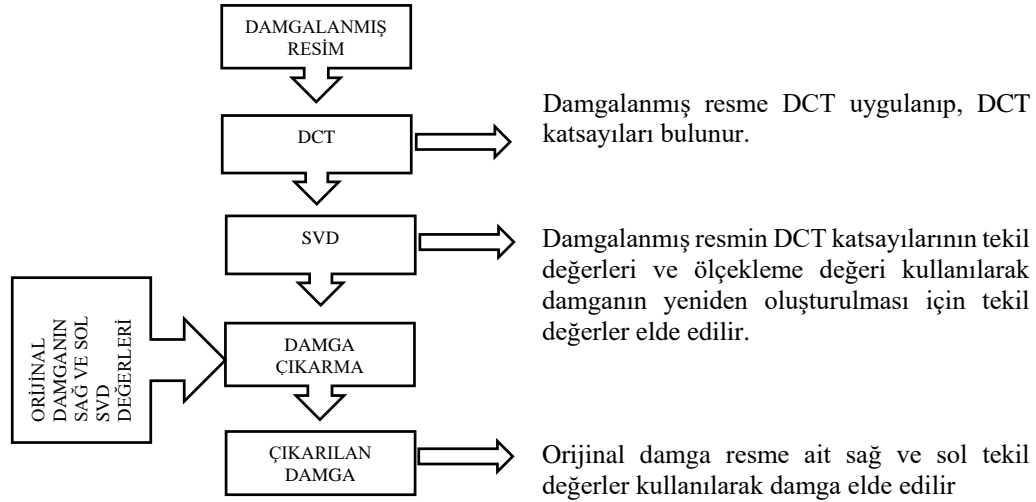 DAMGALANMIŞ
RESİM
DCT
Damgalanmış resme DCT uygulanıp, DCT
katsayıları bulunur.
SVD
Damgalanmış resmin DCT katsayılarının tekil
değerleri ve ölçekleme değeri kullanılarak
damganın yeniden oluşturulması için tekil
değerler elde edilir.
ORİJİNAL
DAMGANIN
SAĞ VE SOL
SVD
DEĞERLERİ
DAMGA
ÇIKARMA
ÇIKARILAN
DAMGA
Orijinal damga resme ait sağ ve sol tekil
değerler kullanılarak damga elde edilir